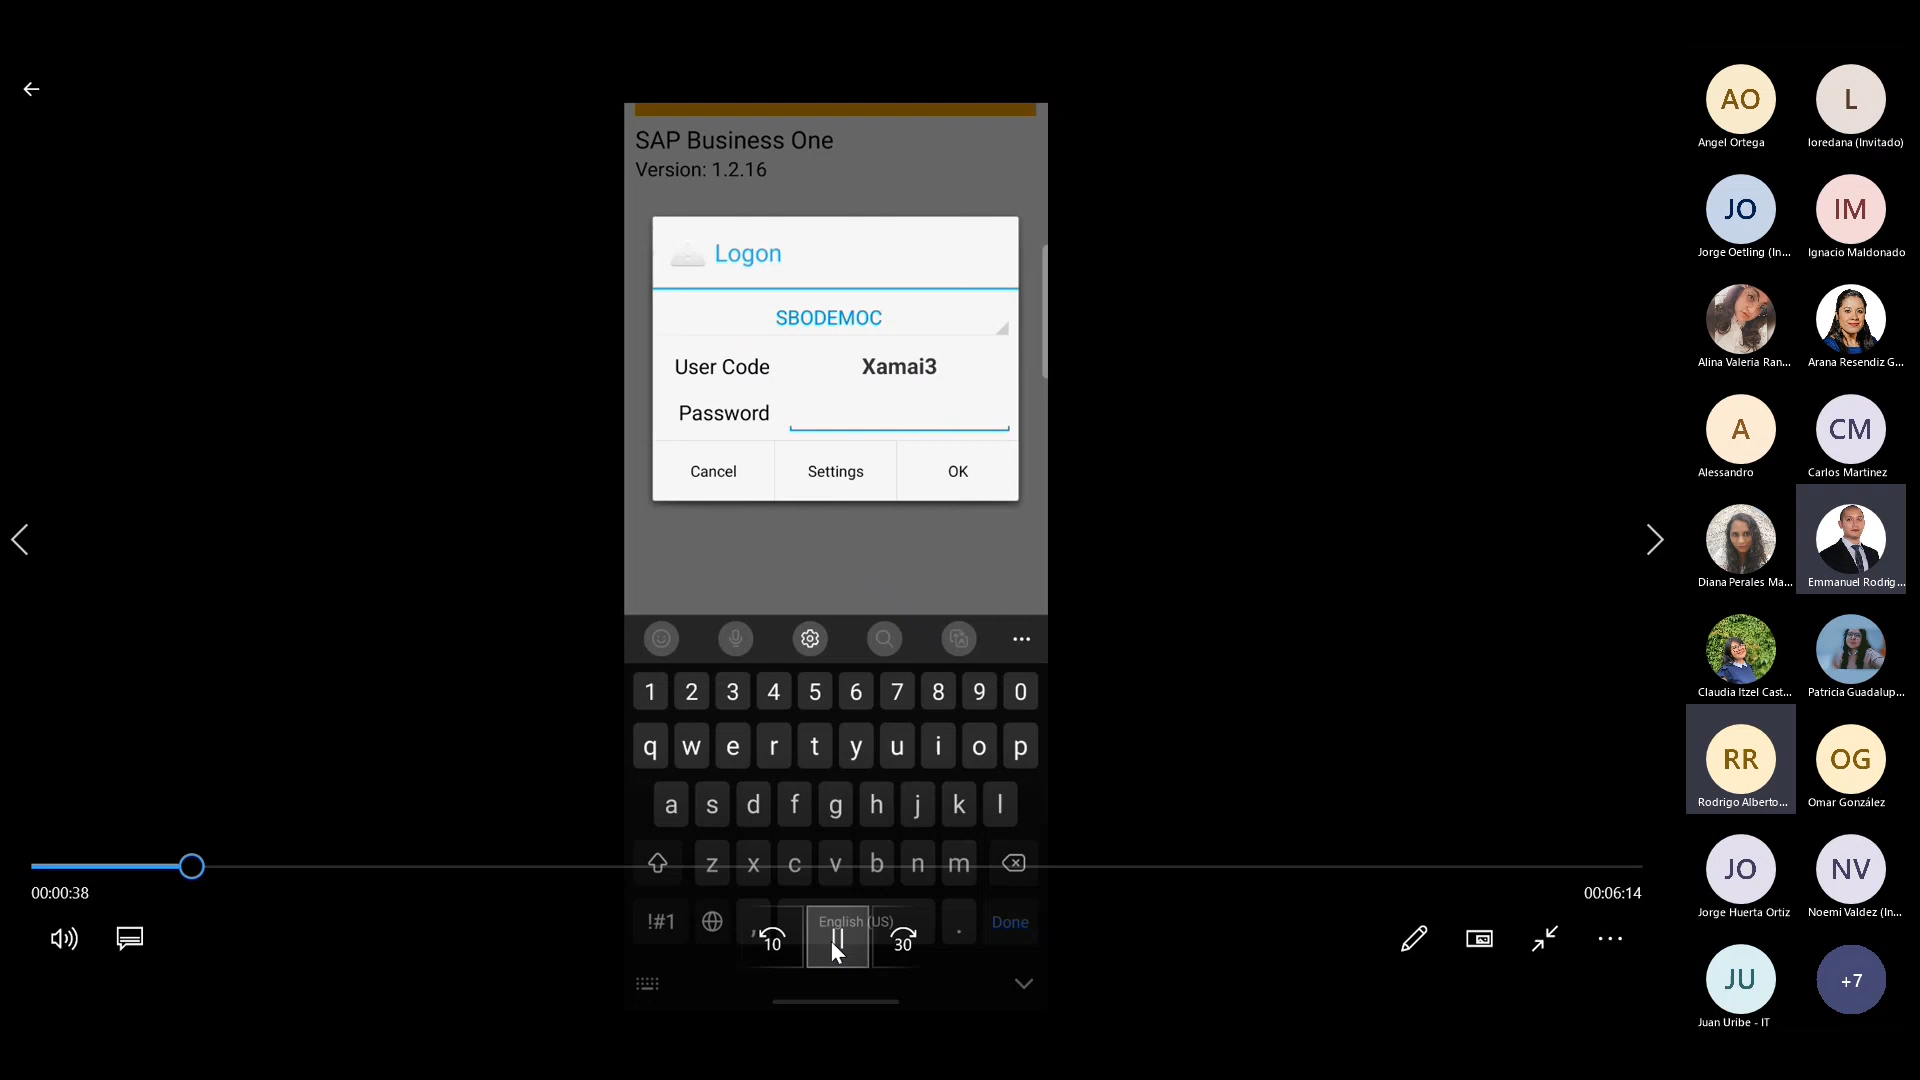 SAP Business One
Version: 1.2.16
Logon
SBODEMOC
User Code Xamai3
Password
Cancel Settings OK
1 2 3 4 5 6 7 8 9 0
q w e r t y u i o p
a s d f g h j k l
z x c v b n m
!#1 , English (US) . Done
00:00:38
00:06:14
10
30
AO
Angel Ortega
L
loredana (Invitado)
JO
Jorge Oetling (In...
IM
Ignacio Maldonado
Alina Valeria Ran...
Arana Resendiz G...
A
Alessandro
CM
Carlos Martinez
Diana Perales Ma...
Emmanuel Rodrig...
Claudia Itzel Cast...
Patricia Guadalup...
RR
Rodrigo Alberto...
OG
Omar González
JO
Jorge Huerta Ortiz
NV
Noemí Valdez (In...
JU
Juan Uribe - IT
+7